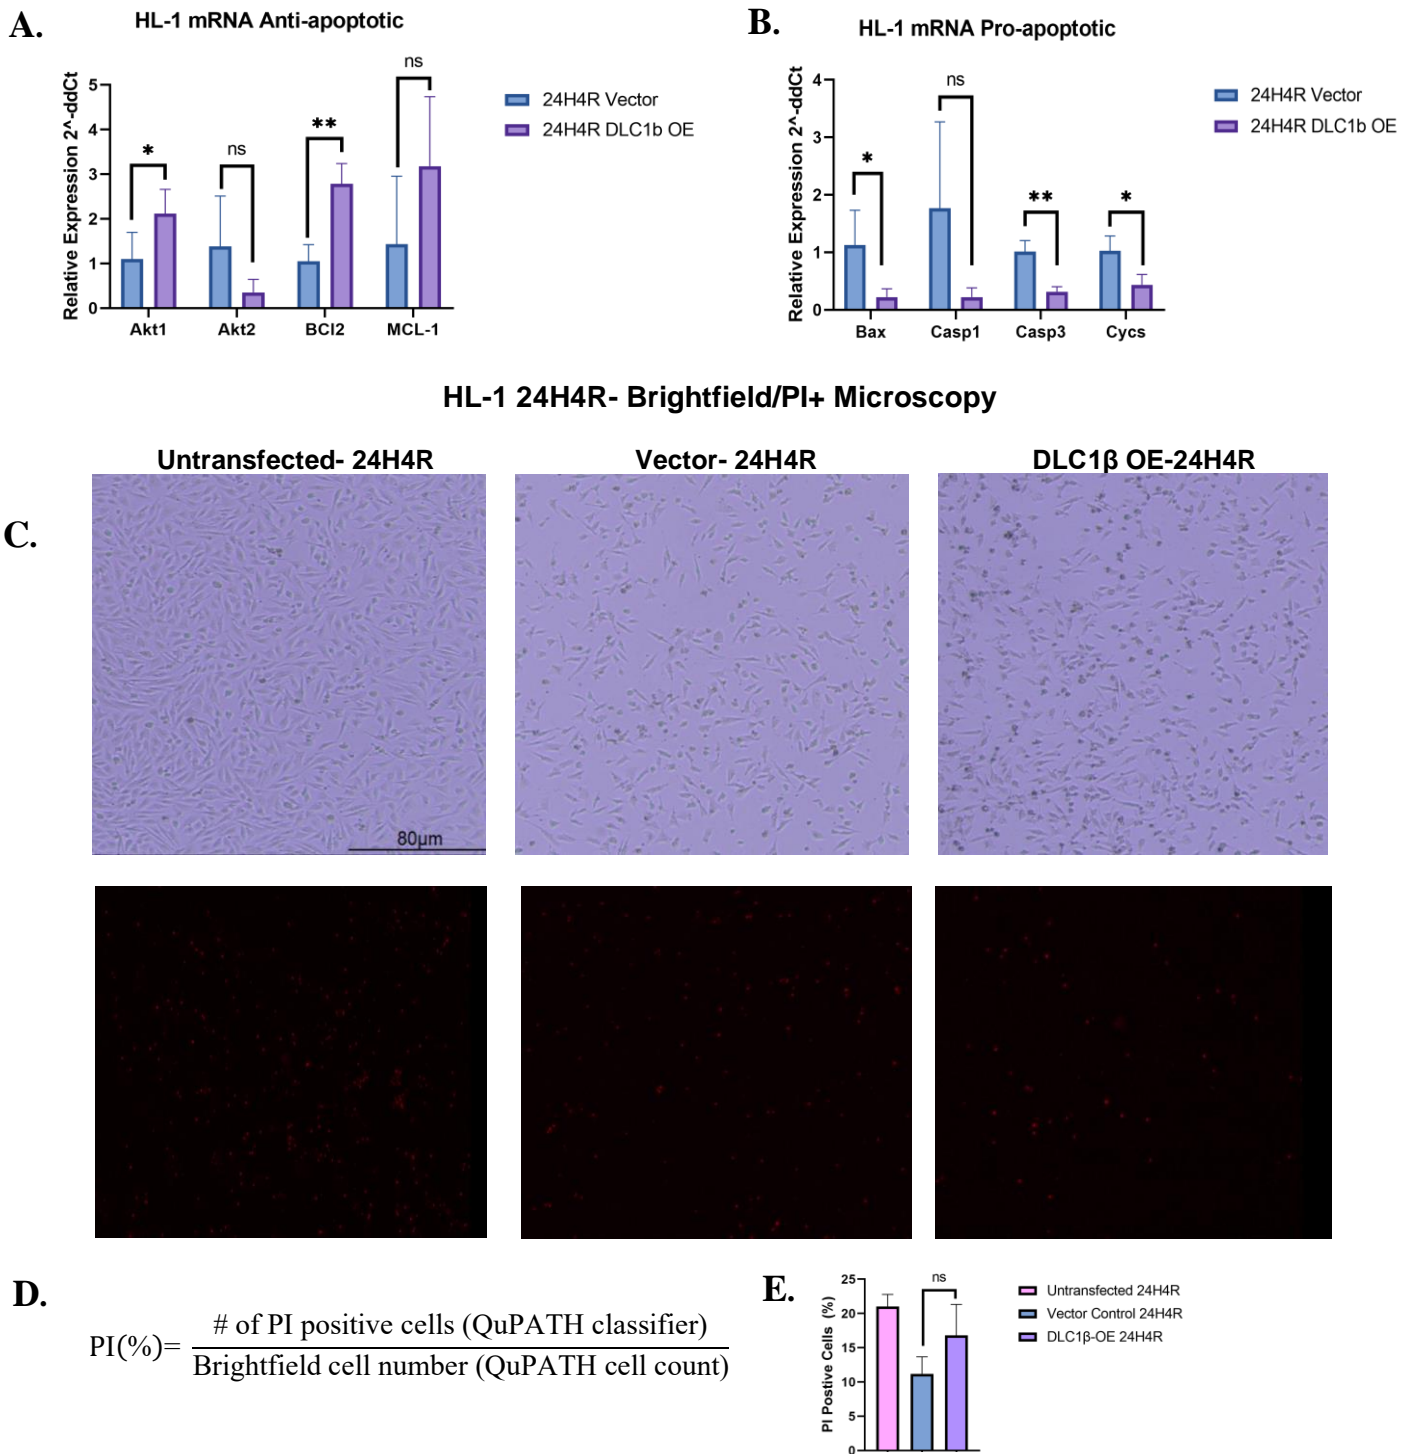 A.
HL-1 mRNA Anti-apoptotic
Relative Expression 2^-ddCt
5
4
3
2
1
0
*
ns
**
ns
Akt1 Akt2 BCl2 MCL-1
24H4R Vector
24H4R DLC1b OE
B.
HL-1 mRNA Pro-apoptotic
Relative Expression 2^-ddCt
4
3
2
1
0
*
ns
**
*
Bax Casp1 Casp3 Cycs
24H4R Vector
24H4R DLC1b OE
HL-1 24H4R- Brightfield/PI+ Microscopy
Untransfected- 24H4R Vector- 24H4R DLC1β OE-24H4R
C.
80µm
D.
PI(%)=
# of PI positive cells (QuPATH classifier)
Brightfield cell number (QuPATH cell count)
E.
PI Postive Cells (%)
25
20
15
10
5
0
ns
Untransfected 24H4R
Vector Control 24H4R
DLC1β-OE 24H4R